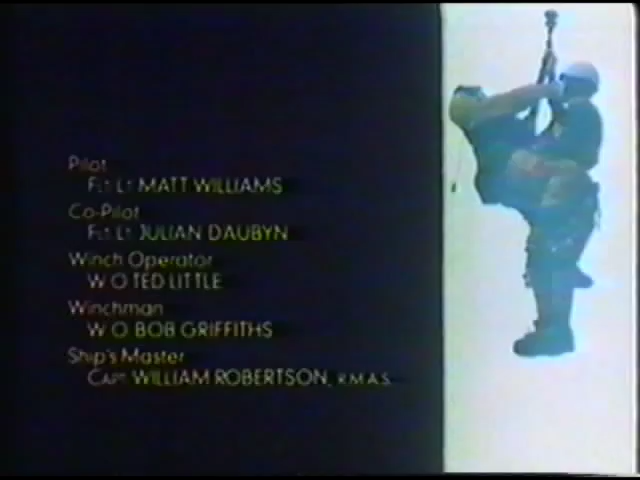 Pilot
FLT LT MATT WILLIAMS
Co-Pilot
FLT LT JULIAN DAUBYN
Winch Operator
W O TED LITTLE
Winchman
W O BOB GRIFFITHS
Ship's Master
CAPT WILLIAM ROBERTSON, R.M.A.S.